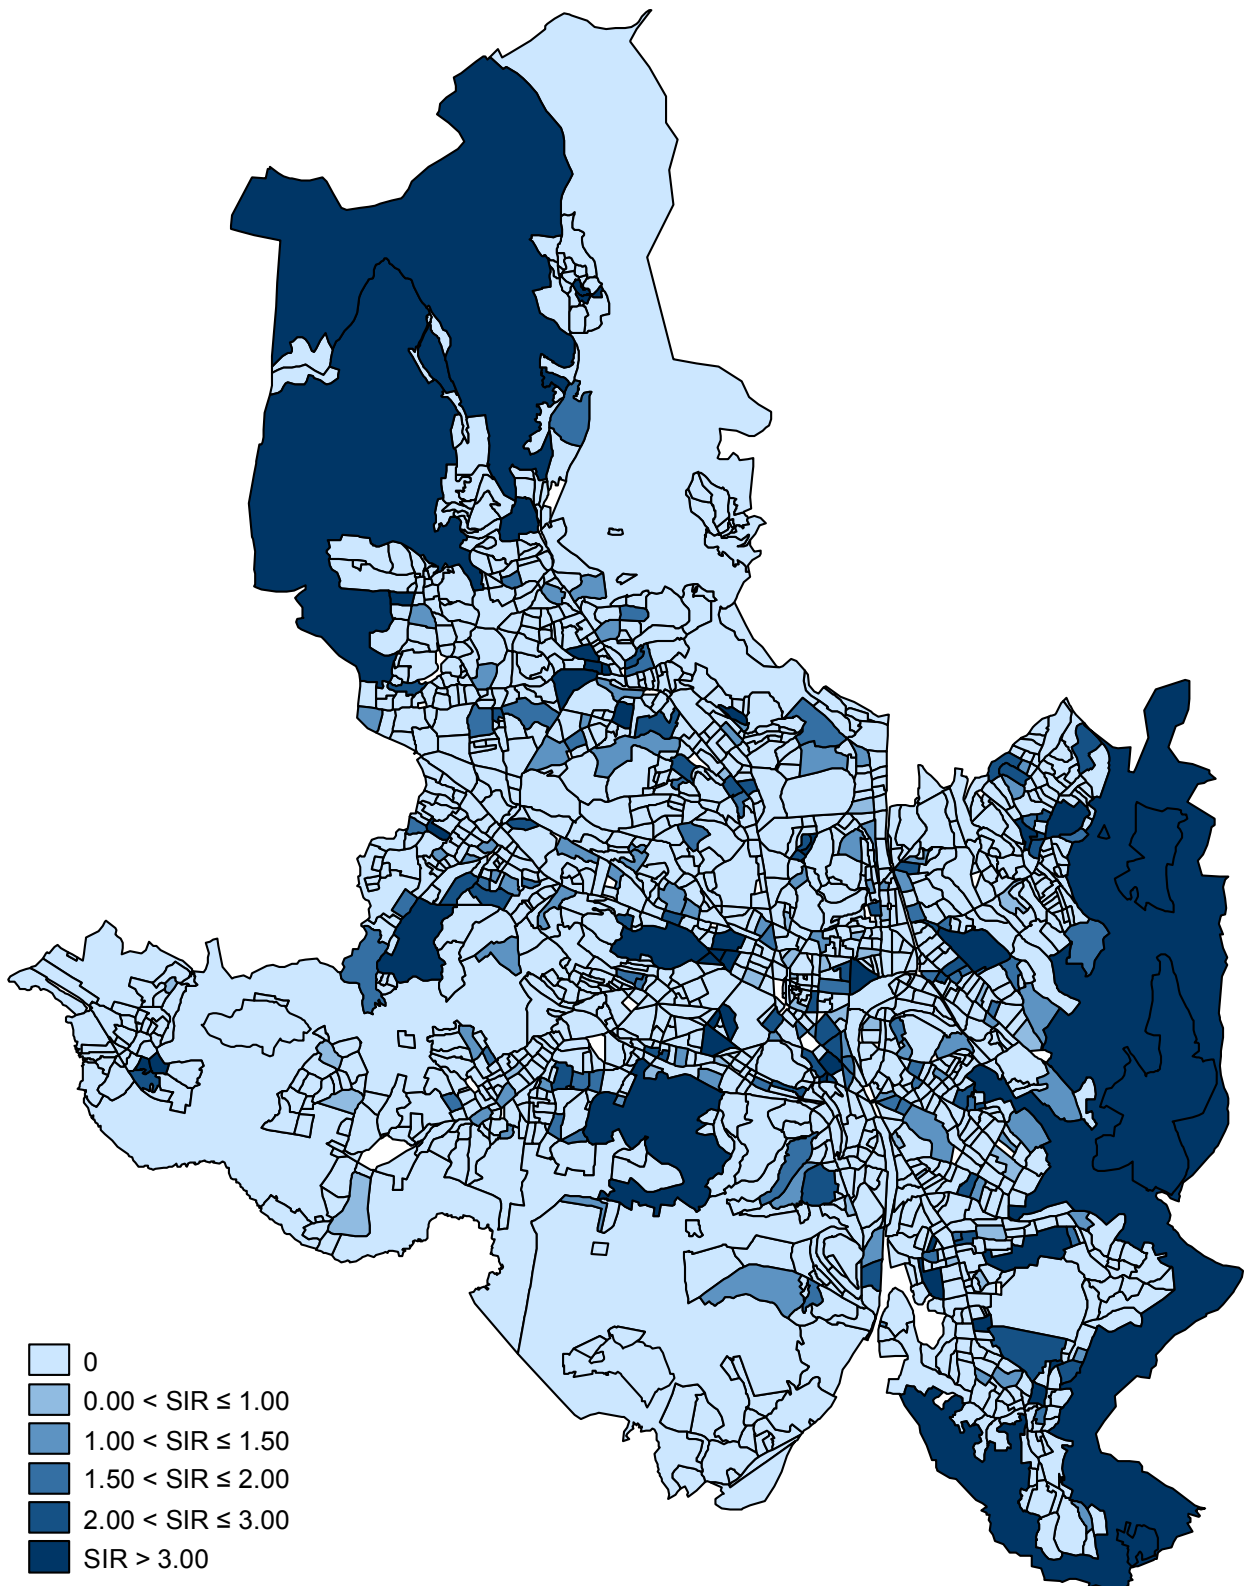 0
0.00 < SIR ≤ 1.00
1.00 < SIR ≤ 1.50
1.50 < SIR ≤ 2.00
2.00 < SIR ≤ 3.00
SIR > 3.00